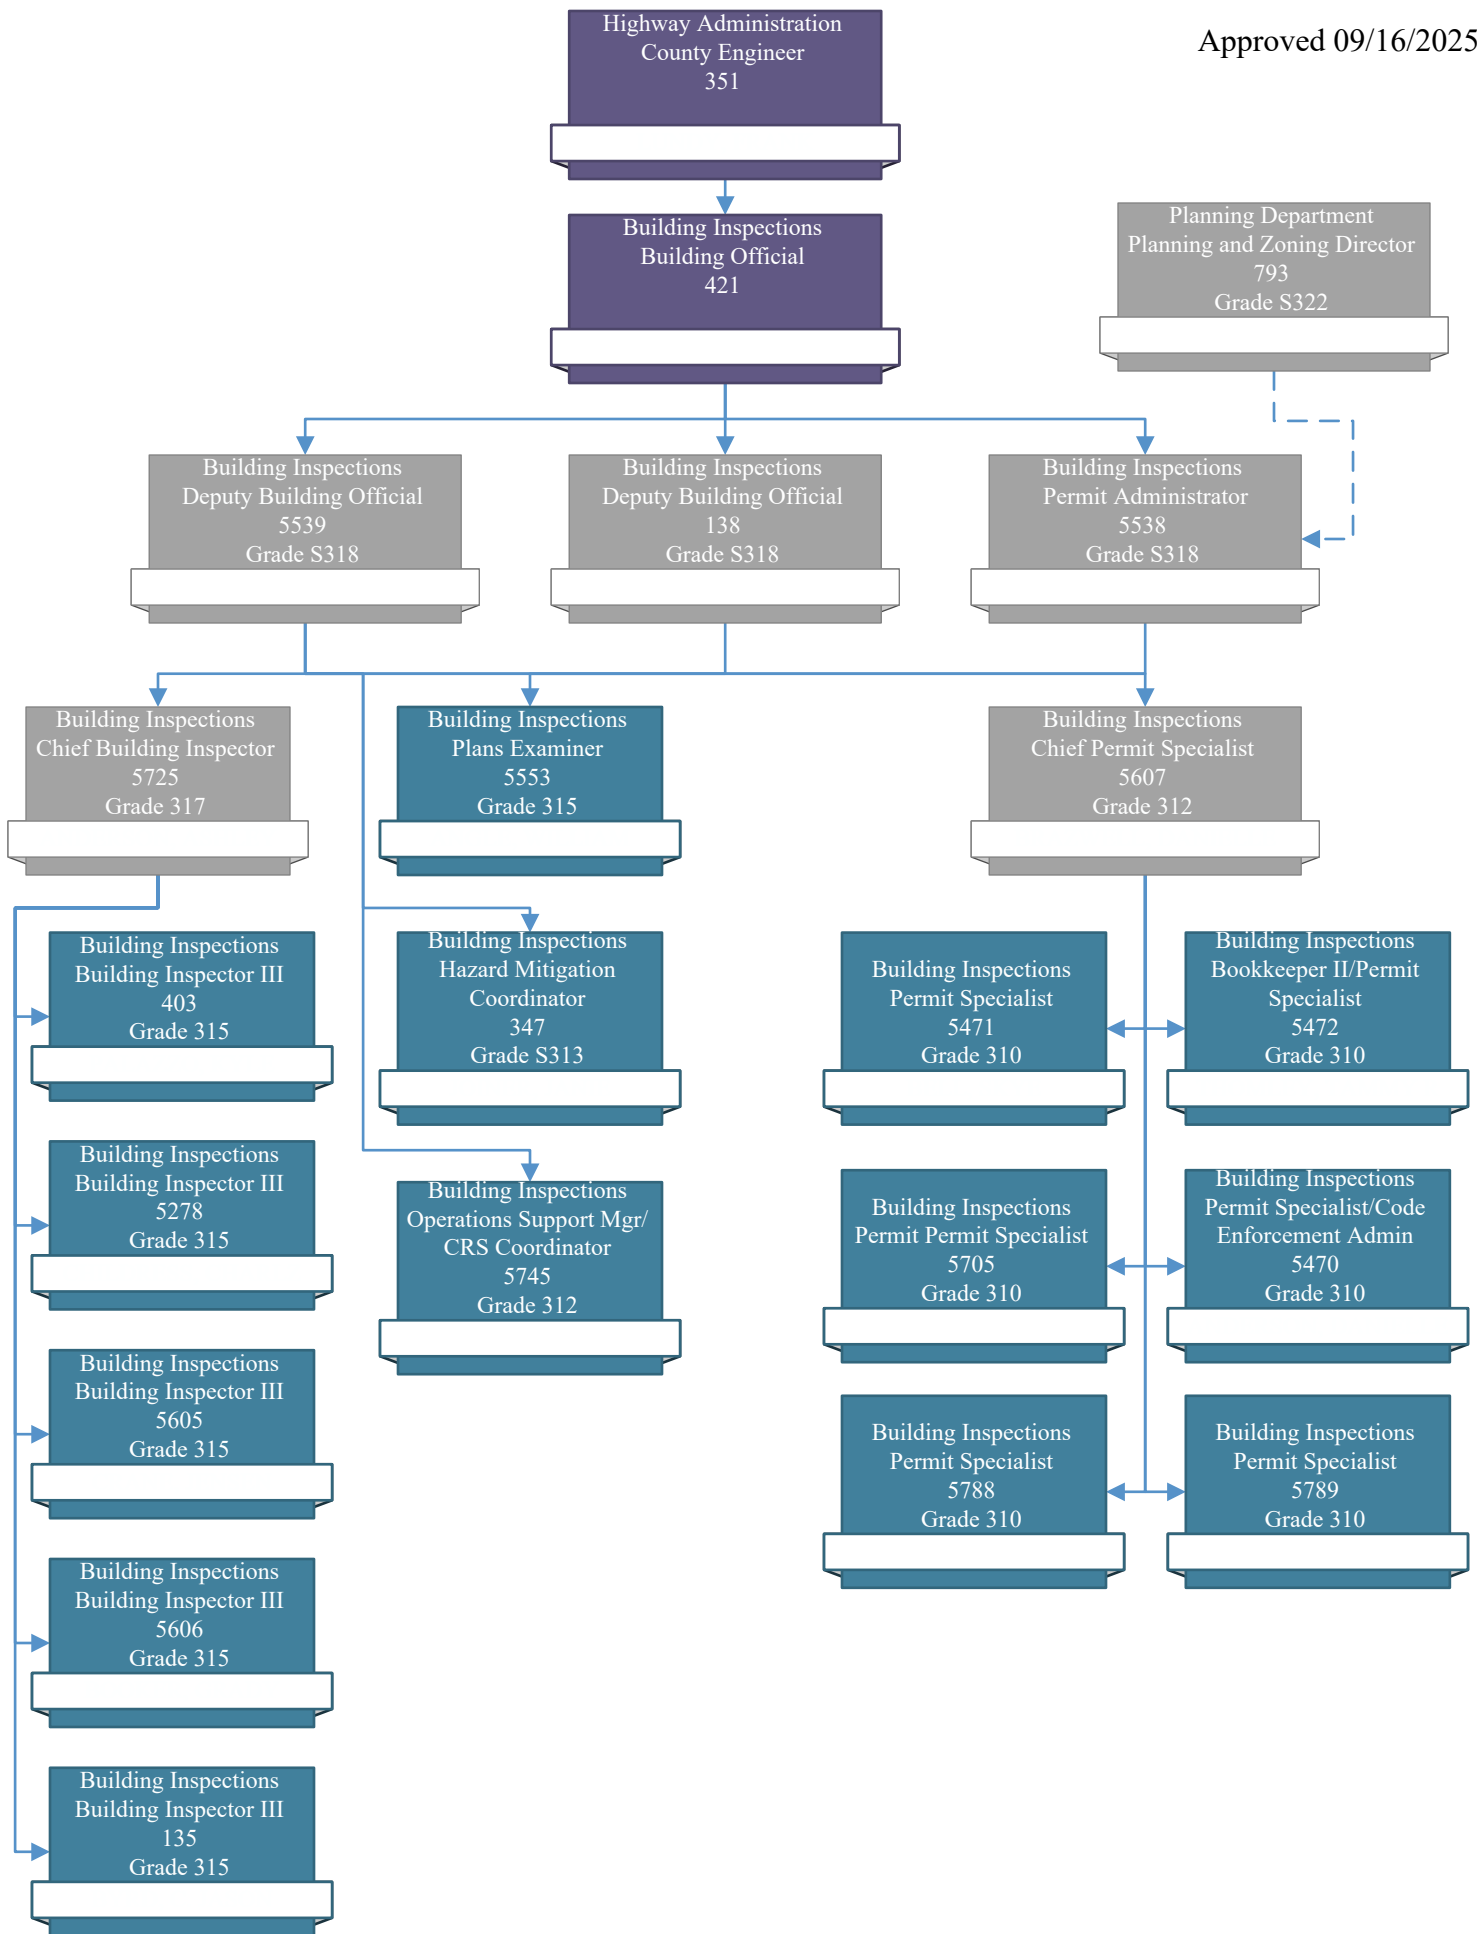 Approved 09/16/2025
Highway Administration
County Engineer
351
Building Inspections
Building Official
421
Planning Department
Planning and Zoning Director
793
Grade S322
Building Inspections
Deputy Building Official
5539
Grade S318
Building Inspections
Deputy Building Official
138
Grade S318
Building Inspections
Permit Administrator
5538
Grade S318
Building Inspections
Chief Building Inspector
5725
Grade 317
Building Inspections
Plans Examiner
5553
Grade 315
Building Inspections
Chief Permit Specialist
5607
Grade 312
Building Inspections
Building Inspector III
403
Grade 315
Building Inspections
Hazard Mitigation
Coordinator
347
Grade S313
Building Inspections
Permit Specialist
5471
Grade 310
Building Inspections
Bookkeeper II/Permit
Specialist
5472
Grade 310
Building Inspections
Building Inspector III
5278
Grade 315
Building Inspections
Operations Support Mgr/
CRS Coordinator
5745
Grade 312
Building Inspections
Permit Permit Specialist
5705
Grade 310
Building Inspections
Permit Specialist/Code
Enforcement Admin
5470
Grade 310
Building Inspections
Building Inspector III
5605
Grade 315
Building Inspections
Permit Specialist
5788
Grade 310
Building Inspections
Permit Specialist
5789
Grade 310
Building Inspections
Building Inspector III
5606
Grade 315
Building Inspections
Building Inspector III
135
Grade 315